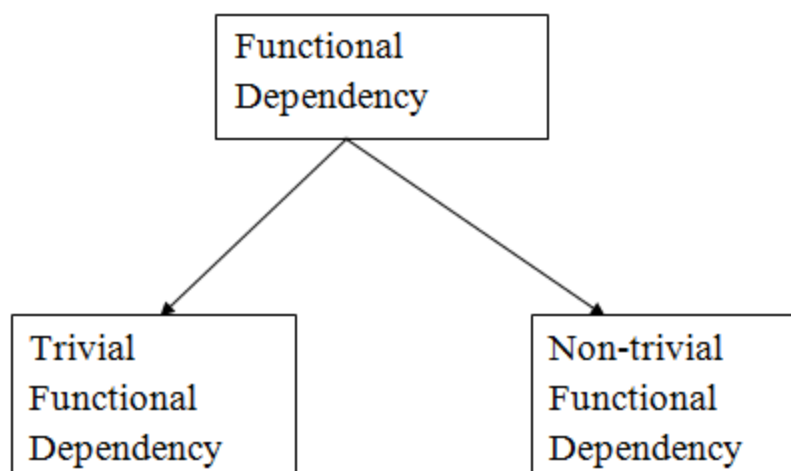 Functional
Dependency
Trivial
Functional
Dependency
Non-trivial
Functional
Dependency